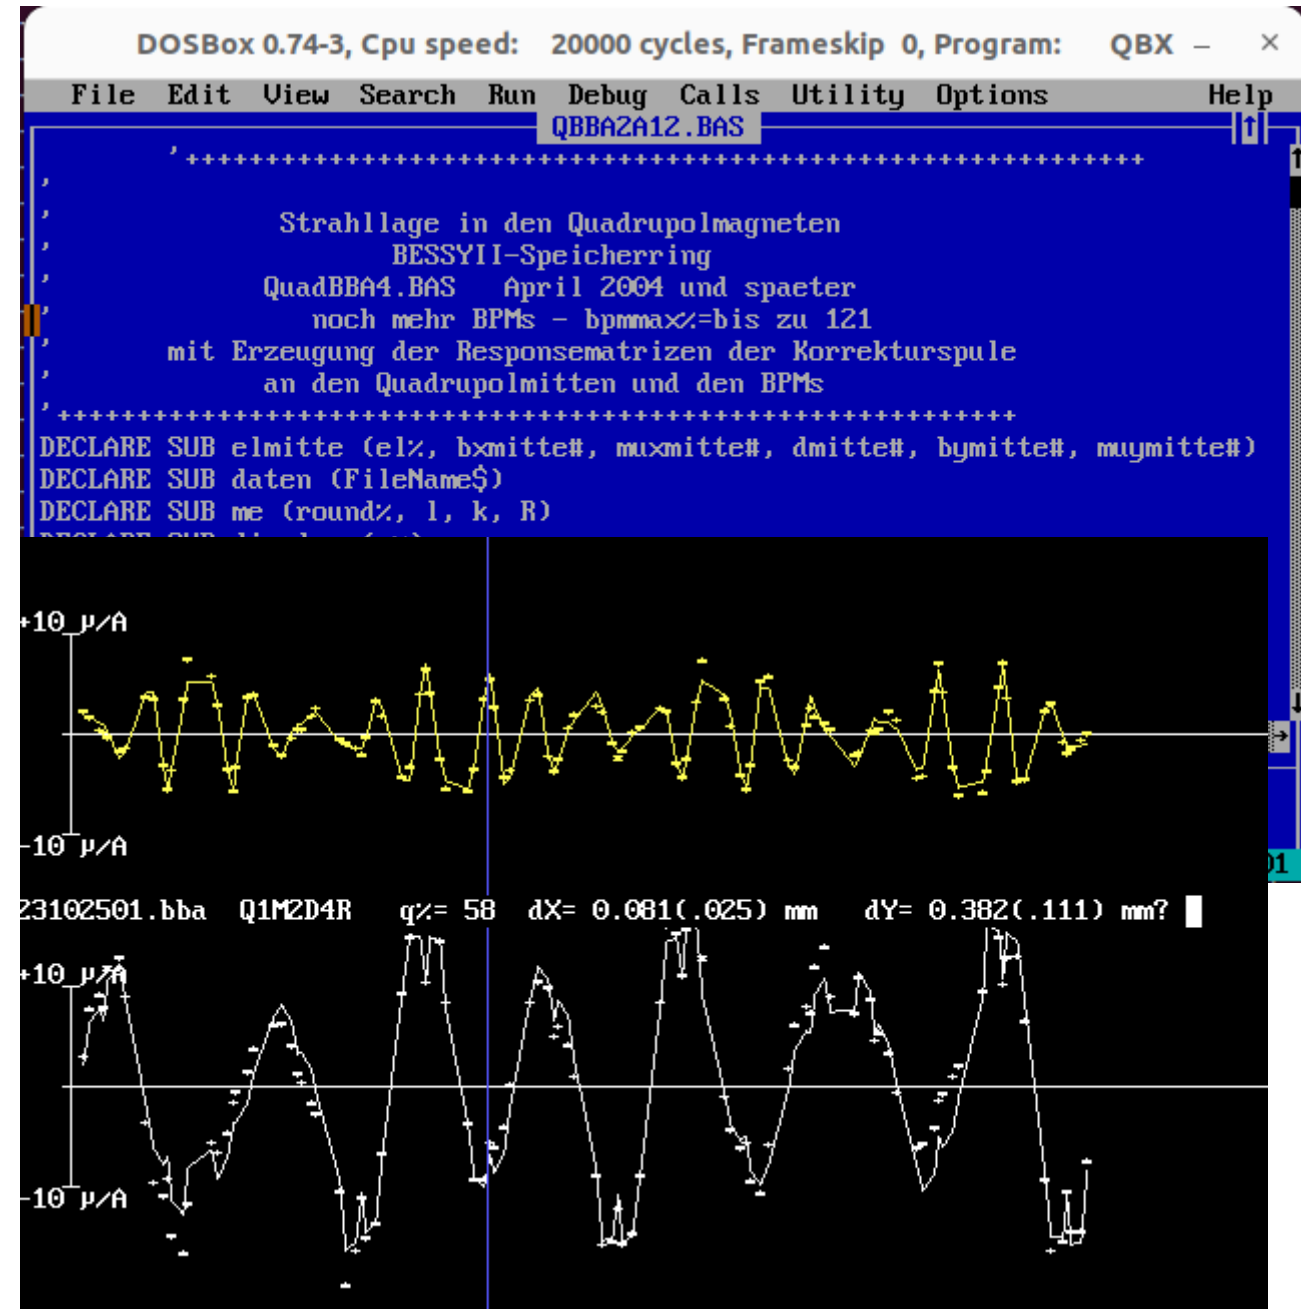 DOSBox 0.74-3, Cpu speed: 20000 cycles, Frameskip 0, Program: QBX
File Edit View Search Run Debug Calls Utility Options Help
QBBA2A12.BAS
'++++++++++++++++++++++++++++++++++++++++++++++++++++++++++++
'
' Strahllage in den Quadrupolmagneten
' BESSYII-Speicherring
' QuadBBA4.BAS April 2004 und spaeter
' noch mehr BPMs - bpmmax%=bis zu 121
' mit Erzeugung der Responsematrizen der Korrekturspule
' an den Quadrupolmitten und den BPMs
'++++++++++++++++++++++++++++++++++++++++++++++++++++++++++++
DECLARE SUB elmitte (el%, bxmitte#, muxmitte#, dmitte#, bymitte#, muymitte#)
DECLARE SUB daten (FileName$)
DECLARE SUB me (round%, l, k, R)
+10 µ/A
-10 µ/A
23102501.bba Q1M2D4R q%= 58 dX= 0.081(.025) mm dY= 0.382(.111) mm?
+10 µ/A
-10 µ/A